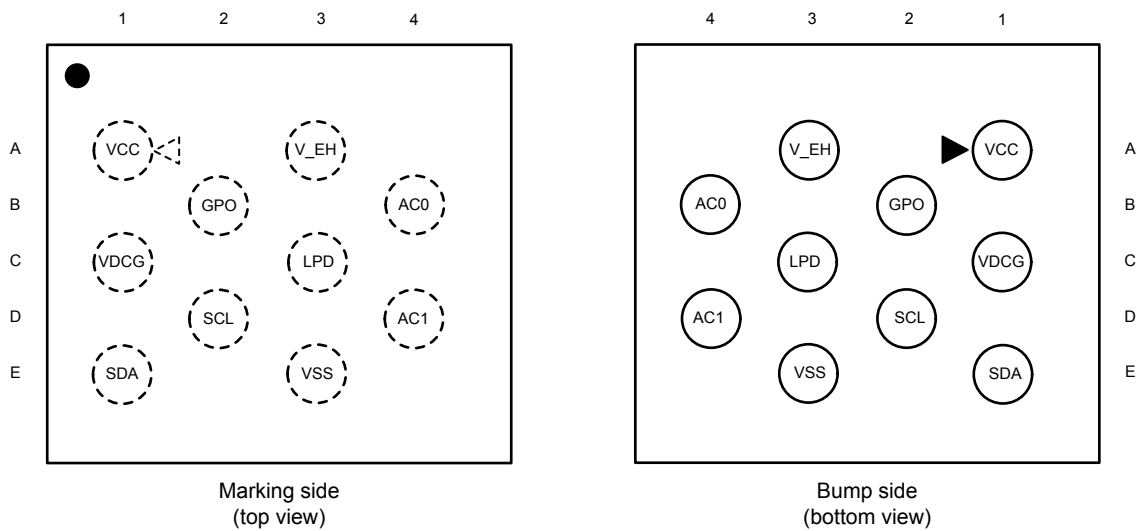 1 2 3 4 4 3 2 1
A VCC V_EH V_EH VCC A
B GPO AC0 AC0 GPO B
C VDCG LPD LPD VDCG C
D SCL AC1 AC1 SCL D
E SDA VSS VSS SDA E
Marking side Bump side
(top view) (bottom view)